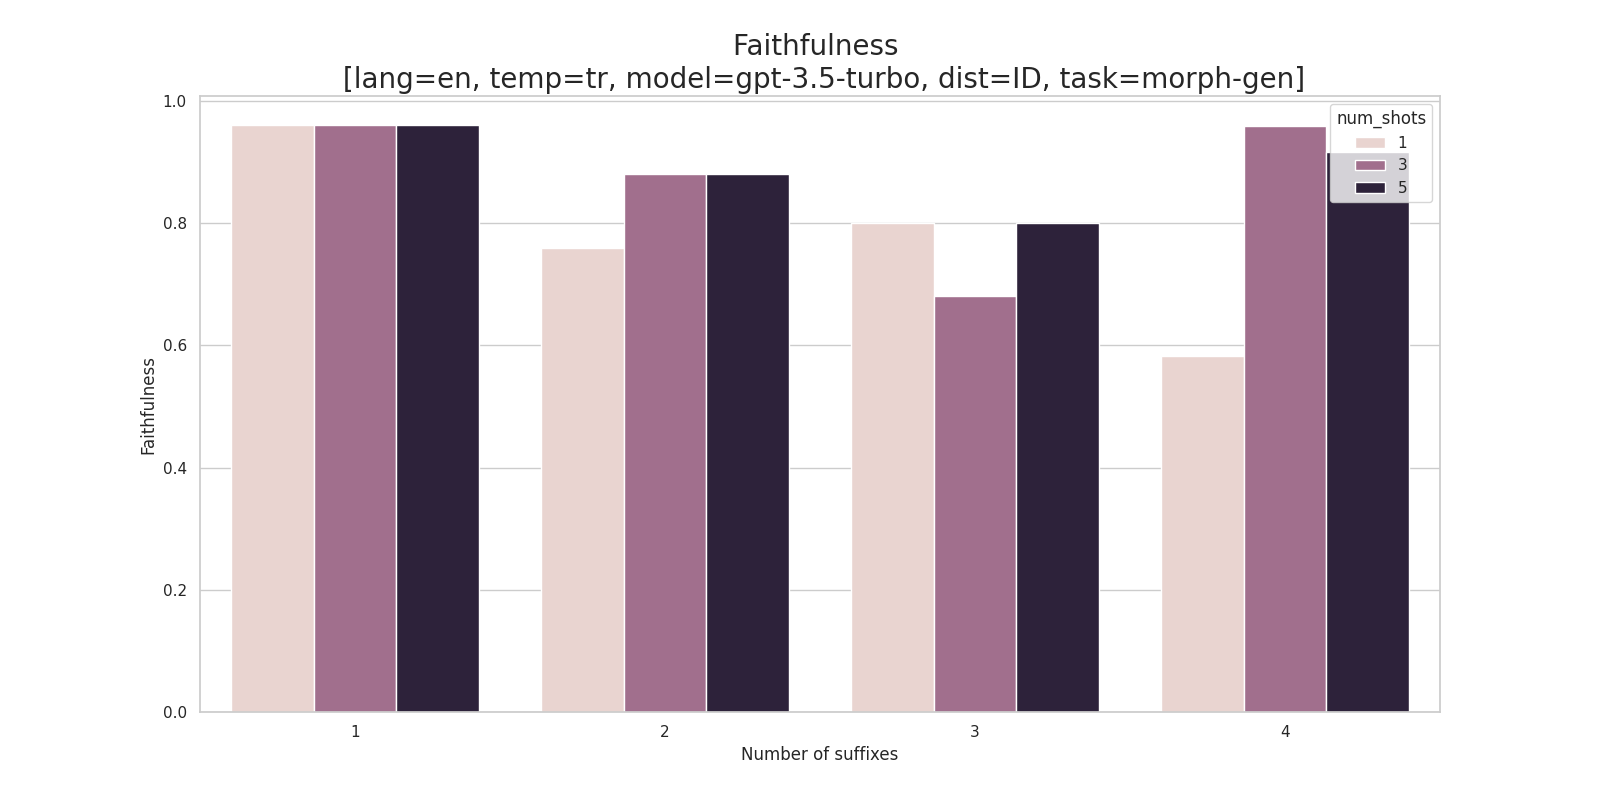 Faithfulness
[lang=en, temp=tr, model=gpt-3.5-turbo, dist=ID, task=morph-gen]
1.0
0.8
0.6
0.4
0.2
0.0
Faithfulness
num_shots
1
3
5
1
2
3
4
Number of suffixes